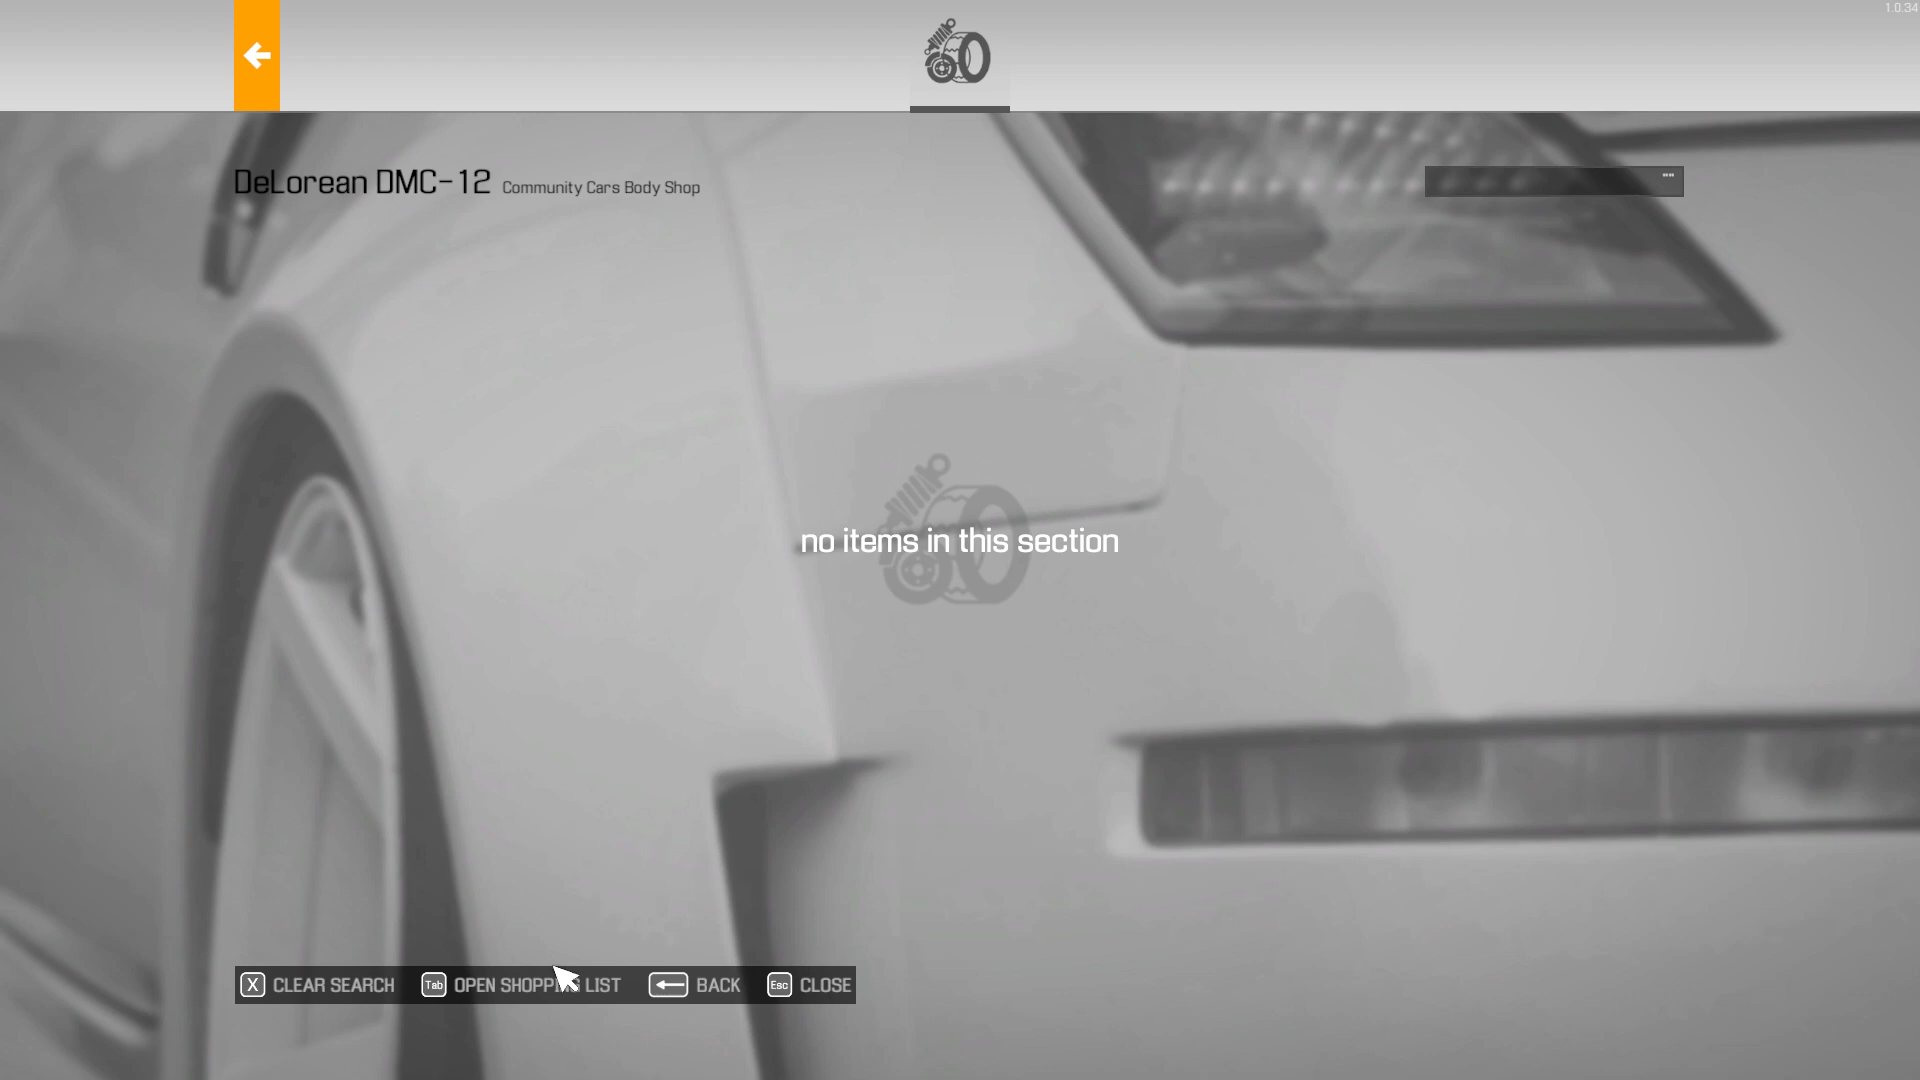 1.0.34
DeLorean DMC-12 Community Cars Body Shop
no items in this section
X CLEAR SEARCH Tab OPEN SHOPPING LIST BACK Esc CLOSE